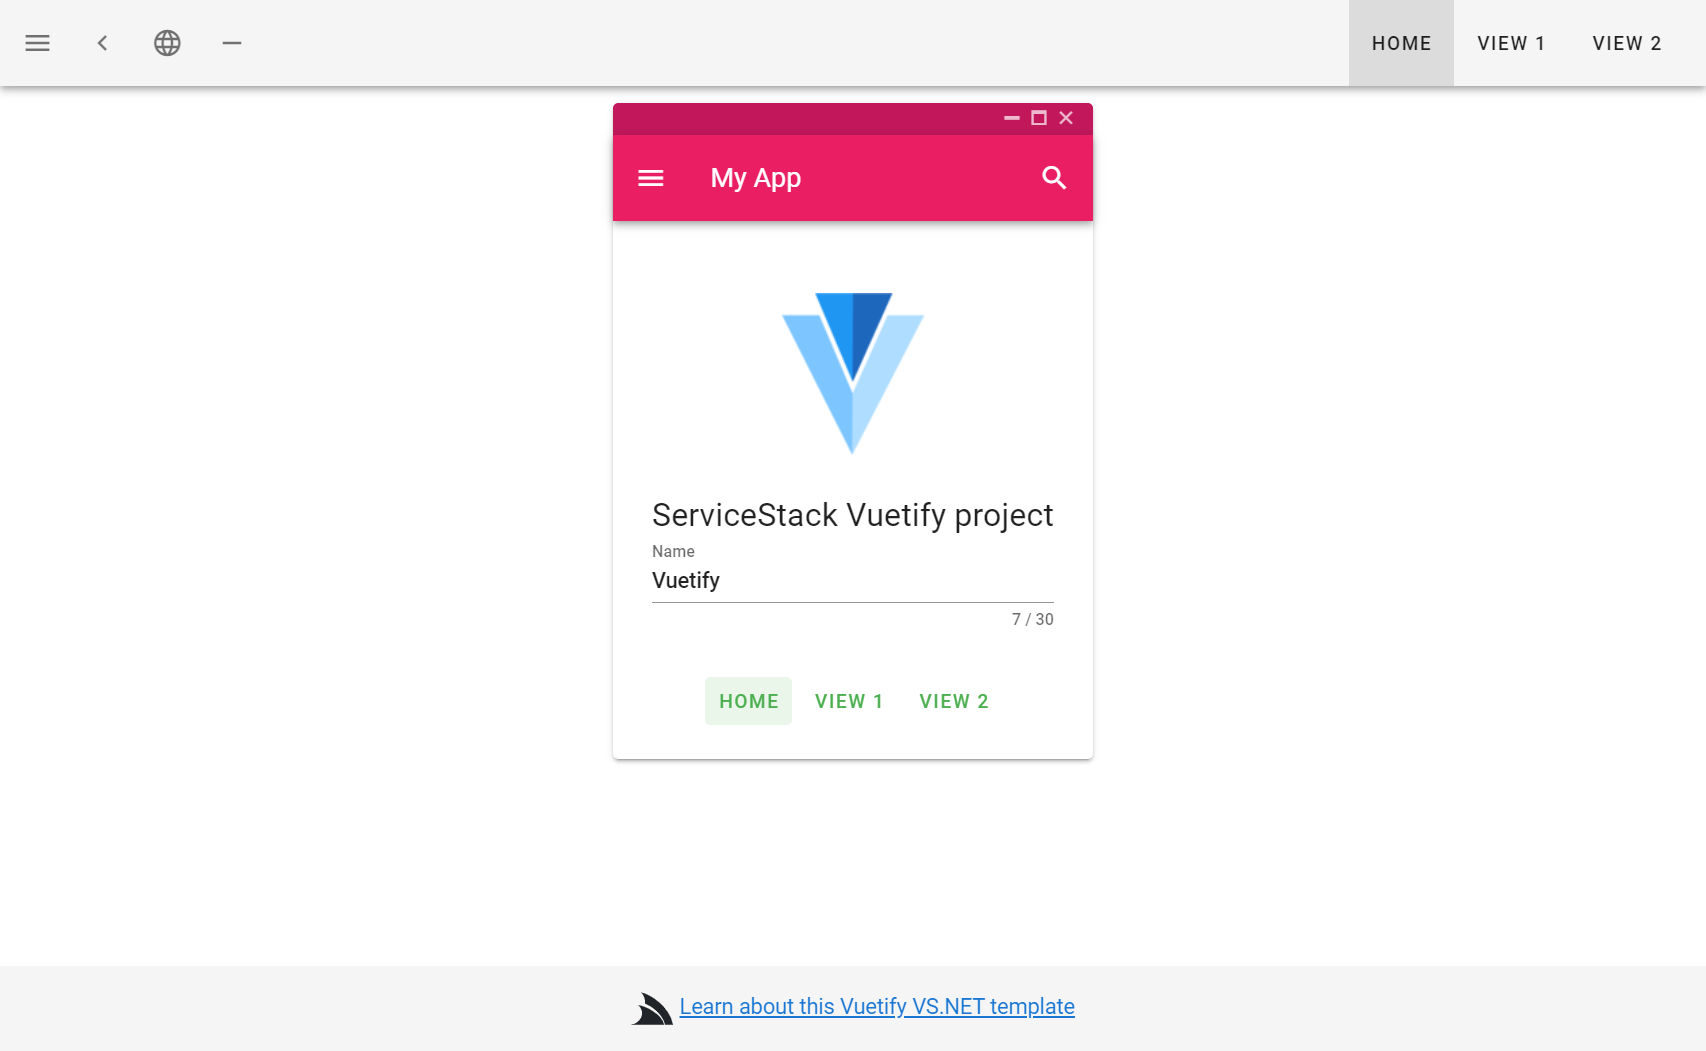 HOME VIEW 1 VIEW 2
My App
ServiceStack Vuetify project
Name
Vuetify
7 / 30
HOME VIEW 1 VIEW 2
Learn about this Vuetify VS.NET template